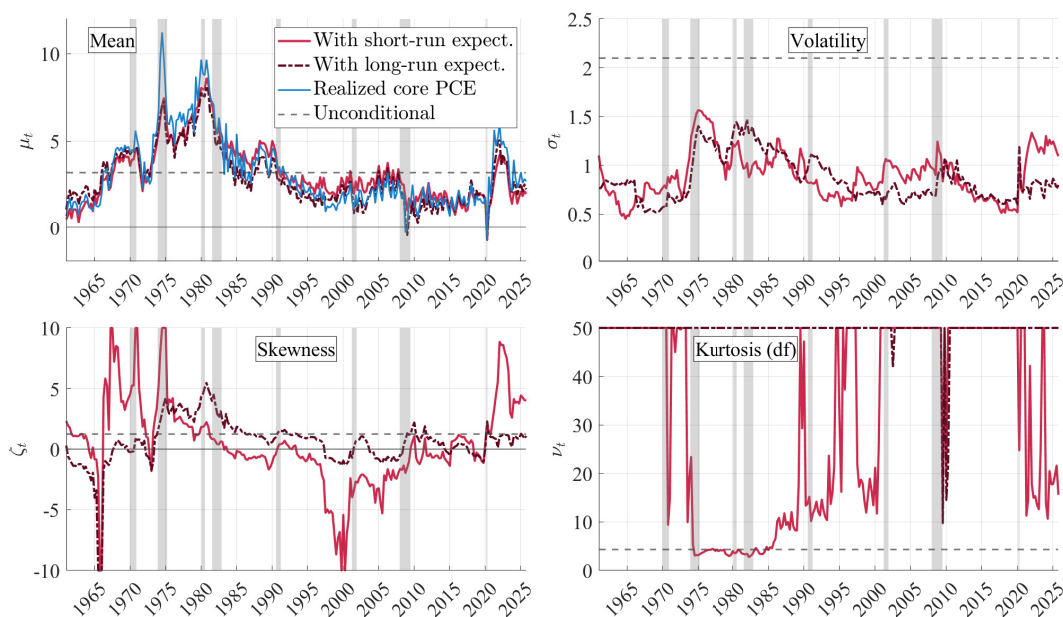 Mean
With short-run expect.
With long-run expect.
Realized core PCE
Unconditional
10
5
0
μt
1965 1970 1975 1980 1985 1990 1995 2000 2005 2010 2015 2020 2025
Volatility
2.5
2
1.5
1
0.5
0
σt
1965 1970 1975 1980 1985 1990 1995 2000 2005 2010 2015 2020 2025
Skewness
10
5
0
-5
-10
ζt
1965 1970 1975 1980 1985 1990 1995 2000 2005 2010 2015 2020 2025
Kurtosis (df)
50
40
30
20
10
0
νt
1965 1970 1975 1980 1985 1990 1995 2000 2005 2010 2015 2020 2025